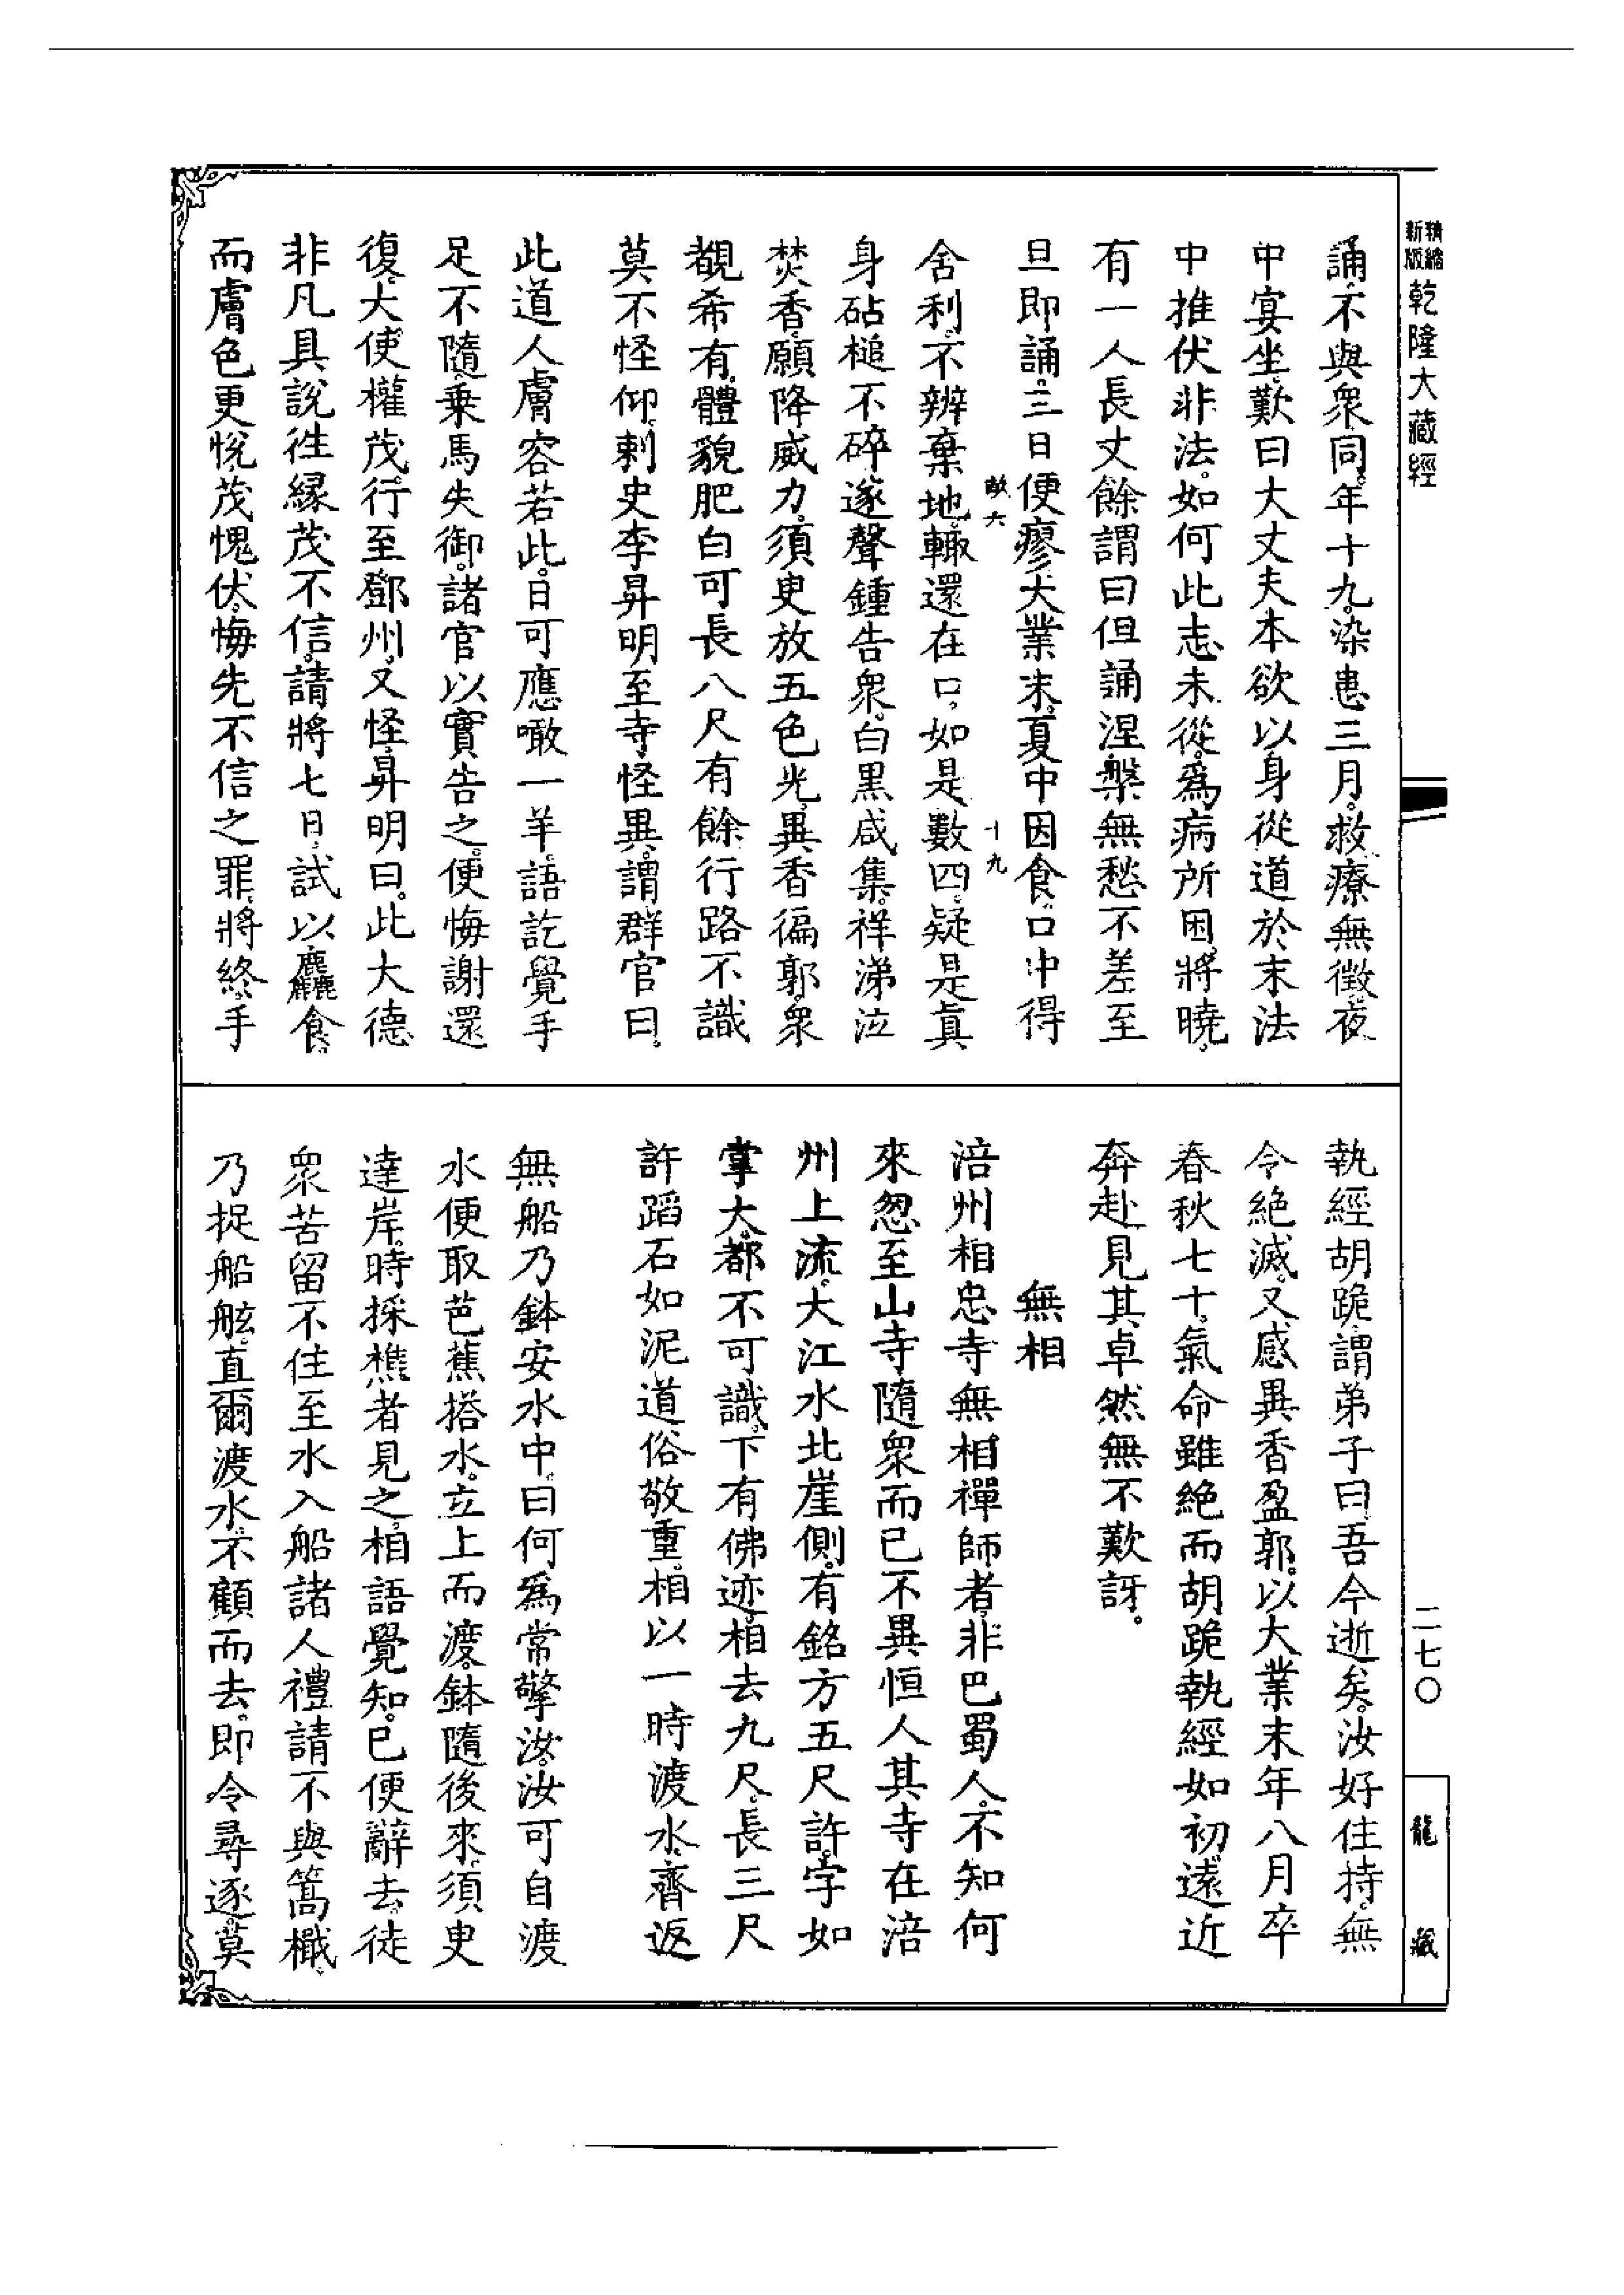 精縮新版
乾隆大藏經
誦不與衆同。年十九。染患三月。救療無徵。夜
中宴坐。歎曰大丈夫本欲以身從道於末法
中推伏非法。如何此志未從。爲病所困。將曉。
有一人長丈餘謂曰但誦涅槃無愁不差至
旦即誦。三日便瘳。大業末。夏中因食。口中得
畝六
十九
舍利。不辨棄地。輙還在口。如是數四。疑是眞
身砧槌不碎。遂聲鍾告衆。白黒咸集。祥涕泣
焚香。願降威力。須臾放五色光。異香徧郭。衆
覩希有。體貌肥白可長八尺有餘行路不識
莫不怪仰。剌史李昇明至寺怪異。謂群官曰。
此道人膚容若此。日可應噉一羊。語訖覺手
足不隨。乗馬失御。諸官以實告之。便悔謝還
復。大使權茂。行至鄧州。又怪。昇明曰。此大德
非凡具說徃縁茂不信。請將七日。試以麤食。
而膚色更悅。茂愧伏。悔先不信之罪。將終。手
執經胡跪。謂弟子曰。吾今逝矣。汝好住持。無
令絶滅。又感異香盈郭。以大業末年八月卒
春秋七十。氣命雖絶而胡跪執經如初。遠近
奔赴見其卓然無不歎訝。
無相
涪州相忠寺無相禪師者。非巴蜀人。不知何
來忽至山寺隨衆而已不異恒人其寺在涪
州上流。大江水北崖側。有銘方五尺許。字如
掌大。都不可識。下有佛迹。相去九尺。長三尺
許蹈石如泥道俗敬重。相以一時渡水。齊返
無船乃鉢安水中。曰何爲常擎汝。汝可自渡
水便取芭蕉搭水。立上而渡。鉢隨後來。須臾
達岸。時採樵者見之。相語覺知。已便辭去。徒
衆苦留不住至水入船諸人禮請不與篙檝。
乃捉船舷。直爾渡水。不顧而去。即令尋逐。莫
二七〇
龍藏